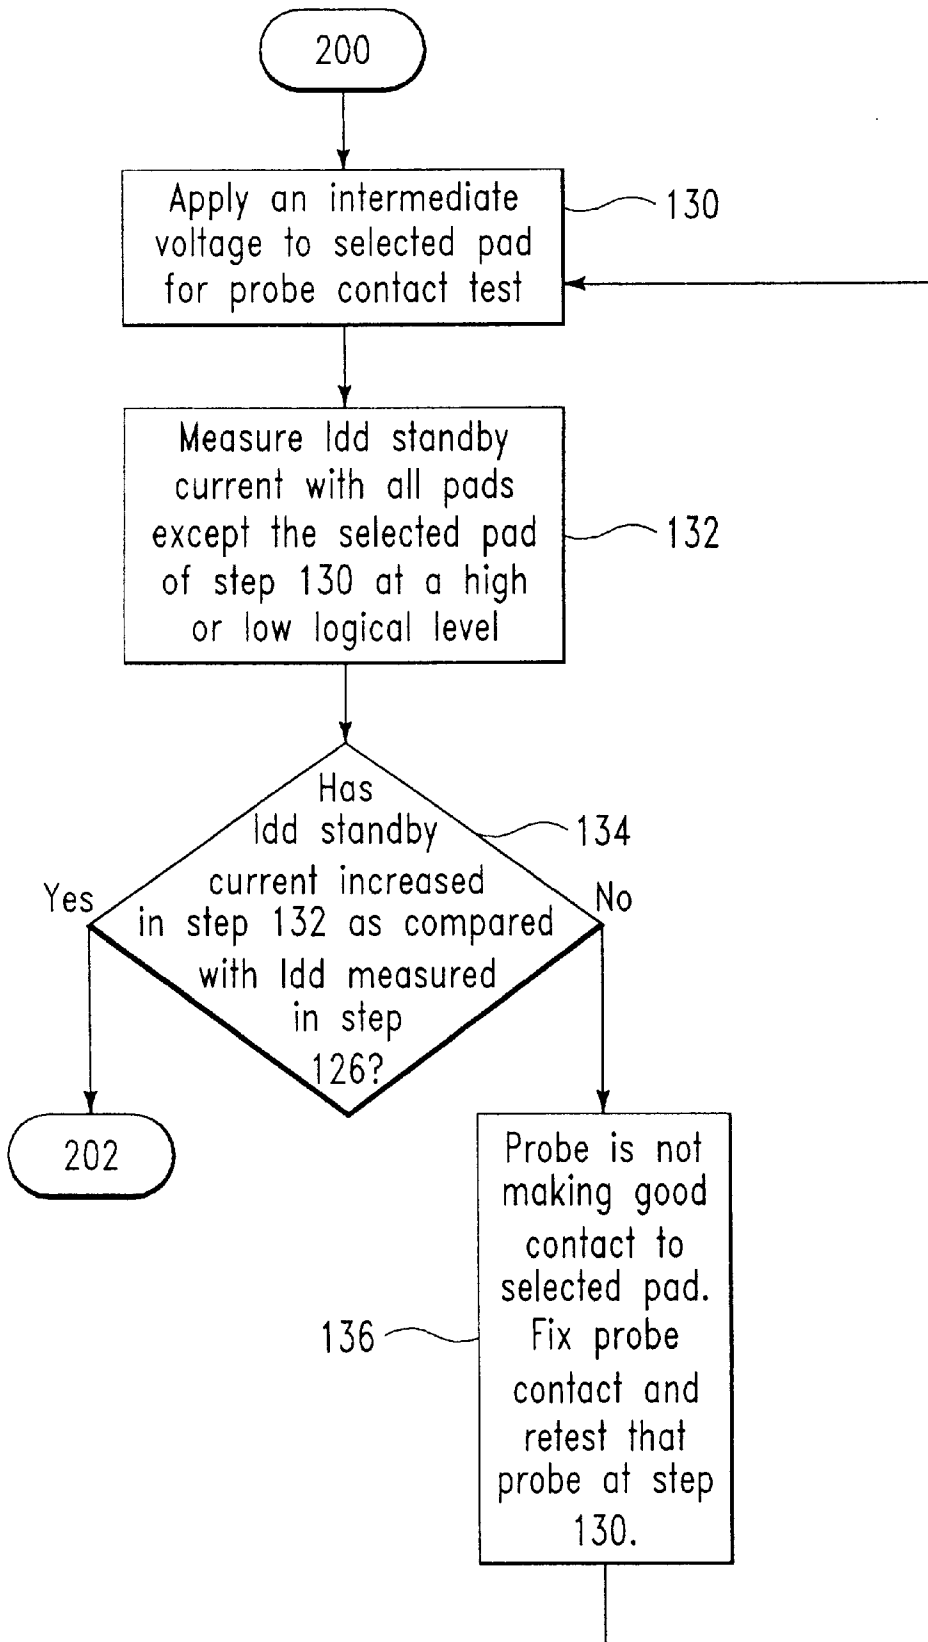 200
Apply an intermediate
voltage to selected pad
for probe contact test
130
Measure Idd standby
current with all pads
except the selected pad
of step 130 at a high
or low logical level
132
Has
Idd standby
current increased
in step 132 as compared
with Idd measured
in step
126?
134
Yes
No
202
Probe is not
making good
contact to
selected pad.
Fix probe
contact and
retest that
probe at step
130.
136